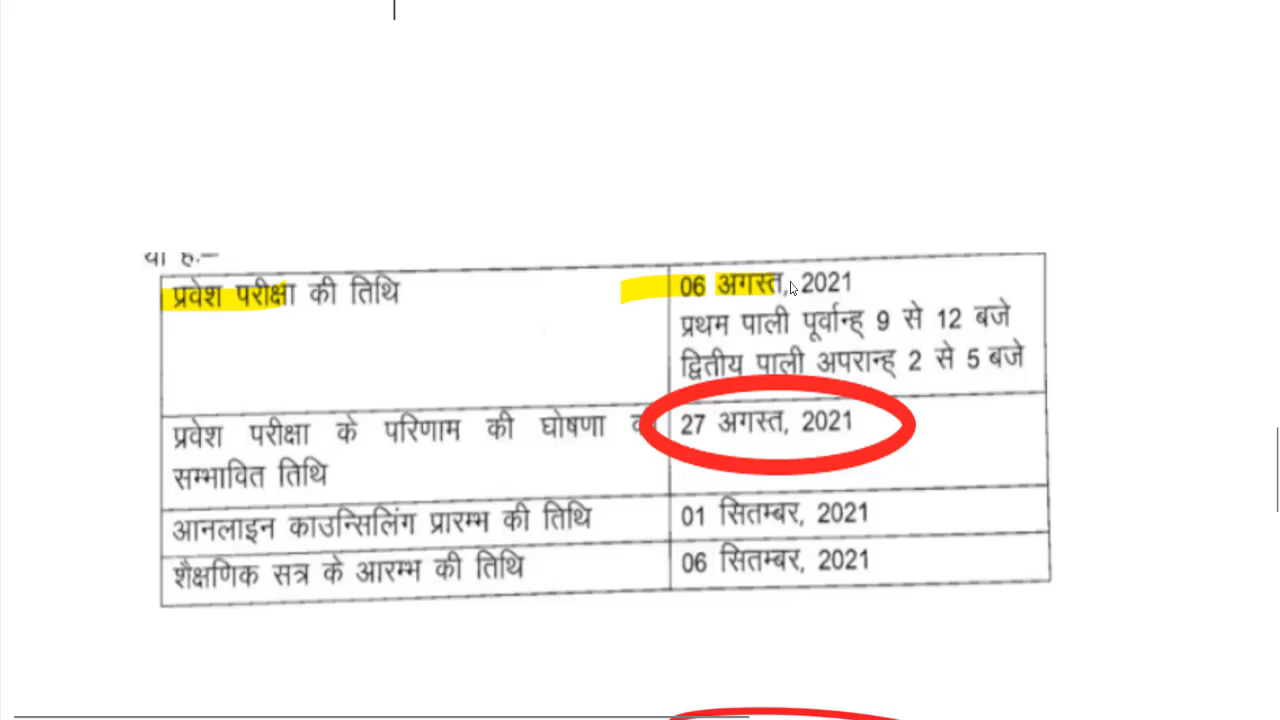 प्रवेश परीक्षा की तिथि
06 अगस्त, 2021
प्रथम पाली पूर्वान्ह् 9 से 12 बजे
द्वितीय पाली अपरान्ह् 2 से 5 बजे
प्रवेश परीक्षा के परिणाम की घोषणा
सम्भावित तिथि
27 अगस्त, 2021
आनलाइन काउन्सिलिंग प्रारम्भ की तिथि
01 सितम्बर, 2021
शैक्षणिक सत्र के आरम्भ की तिथि
06 सितम्बर, 2021